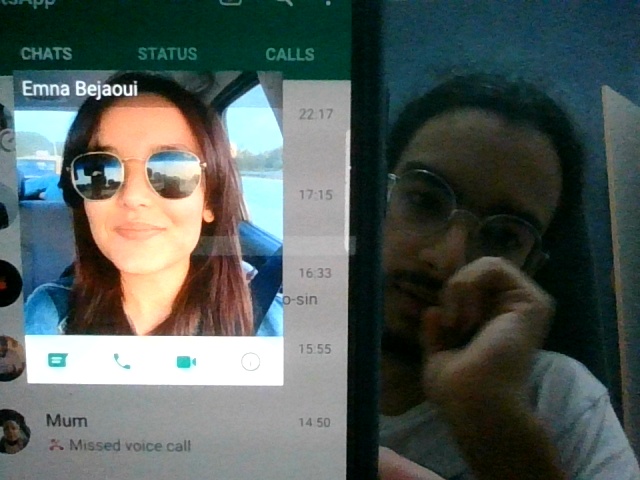 CHATS STATUS CALLS
Emna Bejaoui
22:17
17:15
16:33
o-sin
15:55
Mum
14:50
Missed voice call